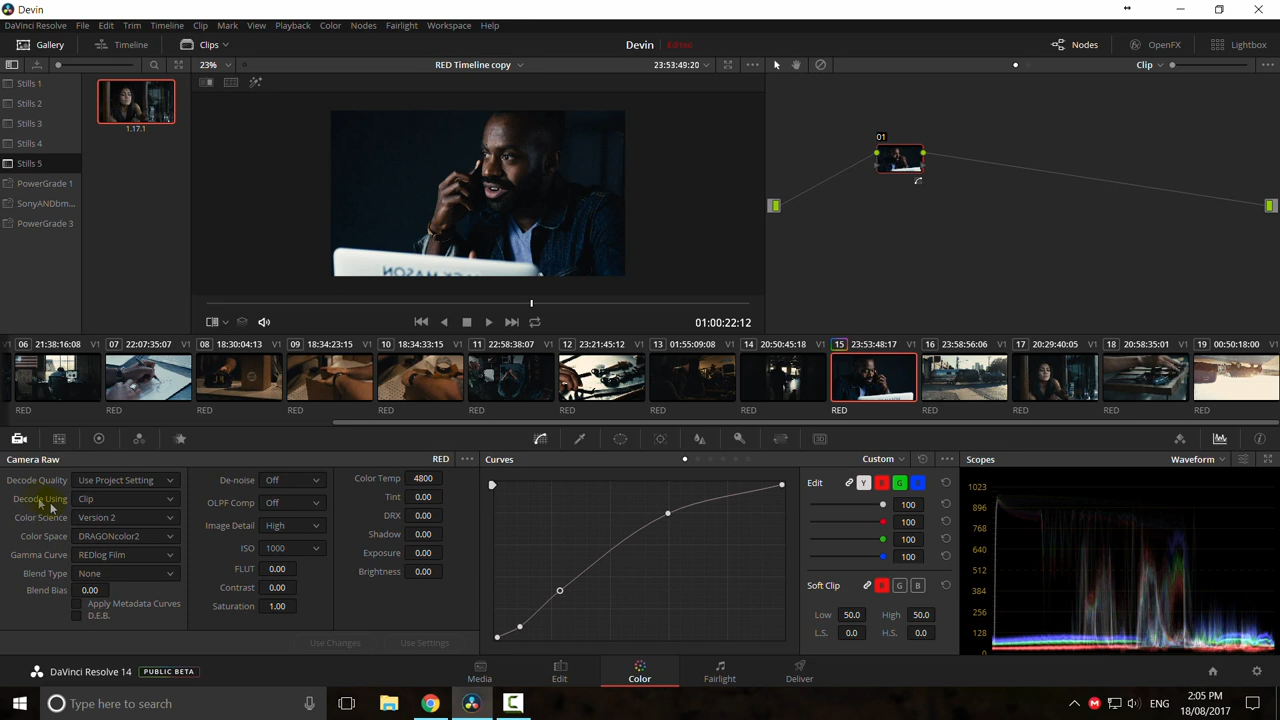 Devin
DaVinci Resolve File Edit Trim Timeline Clip Mark View Playback Color Nodes Fairlight Workspace Help
Gallery Timeline Clips Devin Edited Nodes OpenFX Lightbox
23% RED Timeline copy 23:53:49:20 Clip
Stills 1
Stills 2
Stills 3
Stills 4
Stills 5
PowerGrade 1
SonyANDbm...
PowerGrade 3
1.17.1
01
01:00:22:12
V1 06 21:38:16:08 V1 07 22:07:35:07 V1 08 18:30:04:13 V1 09 18:34:23:15 V1 10 18:34:33:15 V1 11 22:58:38:07 V1 12 23:21:45:12 V1 13 01:55:09:08 V1 14 20:50:45:18 V1 15 23:53:48:17 V1 16 23:58:56:06 V1 17 20:29:40:05 V1 18 20:58:35:01 V1 19 00:50:18:00 V1
RED RED RED RED RED RED RED RED RED RED RED RED RED RED
Camera Raw RED Curves Custom Scopes Waveform
Decode Quality Use Project Setting
Decode Using Clip
Color Science Version 2
Color Space DRAGONcolor2
Gamma Curve REDlog Film
Blend Type None
Blend Bias 0.00
Apply Metadata Curves
D.E.B.
De-noise Off
OLPF Comp Off
Image Detail High
ISO 1000
FLUT 0.00
Contrast 0.00
Saturation 1.00
Color Temp 4800
Tint 0.00
DRX 0.00
Shadow 0.00
Exposure 0.00
Brightness 0.00
Use Changes Use Settings
Edit Y R G B
100
100
100
100
Soft Clip R G B
Low 50.0 High 50.0
L.S. 0.0 H.S. 0.0
1023
896
768
640
512
384
256
128
0
DaVinci Resolve 14 PUBLIC BETA
Media Edit Color Fairlight Deliver
Type here to search
ENG
2:05 PM
18/08/2017